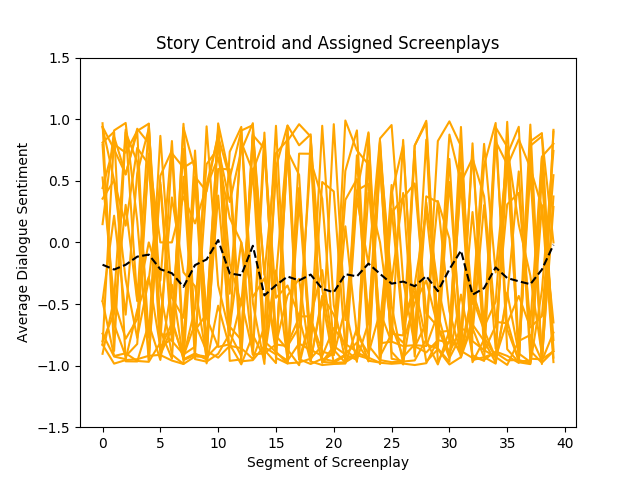 Story Centroid and Assigned Screenplays
Average Dialogue Sentiment
1.5
1.0
0.5
0.0
−0.5
−1.0
−1.5
0 5 10 15 20 25 30 35 40
Segment of Screenplay